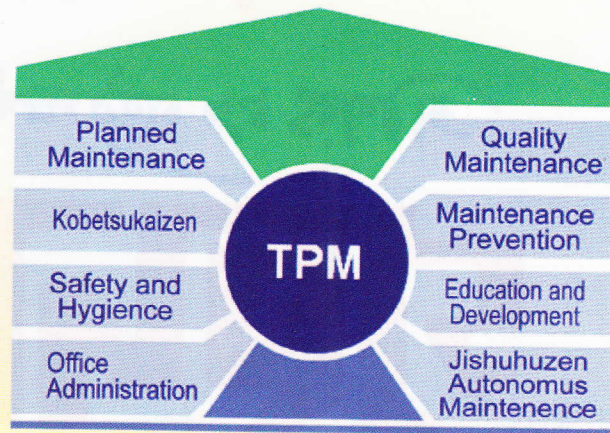 Planned
Maintenance
Kobetsukaizen
Safety and
Hygience
Office
Administration
TPM
Quality
Maintenance
Maintenance
Prevention
Education and
Development
Jishuhuzen
Autonomus
Maintenence